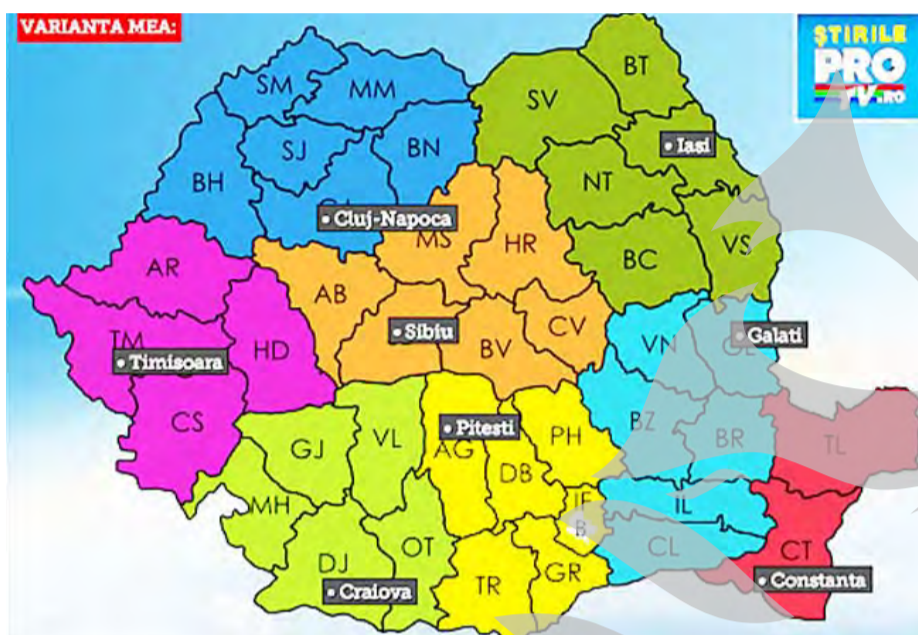 VARIANTA MEA:
ŞTIRILE
PRO
TV.RO
BT
SM
MM
SV
Iasi
SJ
BN
BH
NT
Cluj-Napoca
MS
HR
VS
BC
AR
AB
Sibiu
CV
Galati
TM
Timisoara
HD
BV
VN
CS
Pitesti
PH
BZ
BR
TL
GJ
VL
AG
DB
MH
IL
B
CL
CT
DJ
OT
TR
GR
Craiova
Constanta